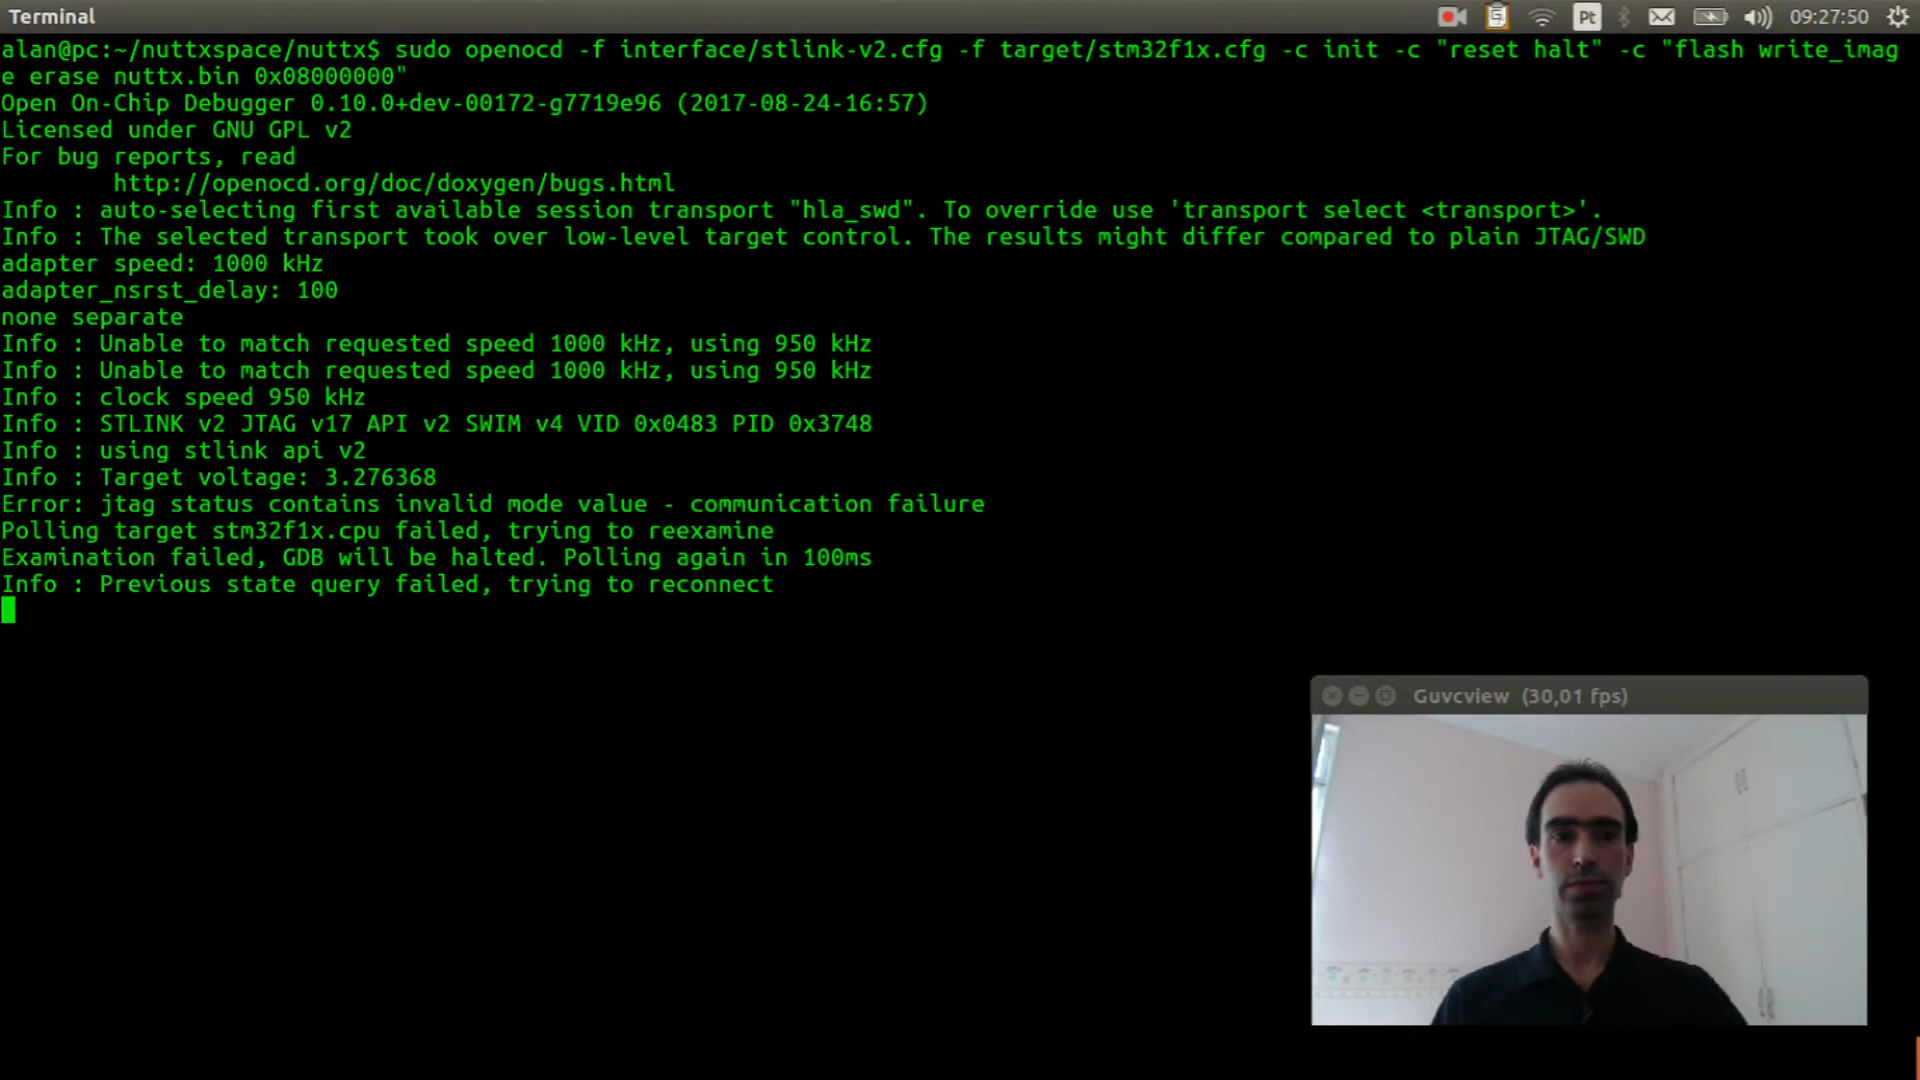 Terminal
Pt
09:27:50
alan@pc:~/nuttxspace/nuttx$ sudo openocd -f interface/stlink-v2.cfg -f target/stm32f1x.cfg -c init -c "reset halt" -c "flash write_imag
e erase nuttx.bin 0x08000000"
Open On-Chip Debugger 0.10.0+dev-00172-g7719e96 (2017-08-24-16:57)
Licensed under GNU GPL v2
For bug reports, read
        http://openocd.org/doc/doxygen/bugs.html
Info : auto-selecting first available session transport "hla_swd". To override use 'transport select <transport>'.
Info : The selected transport took over low-level target control. The results might differ compared to plain JTAG/SWD
adapter speed: 1000 kHz
adapter_nsrst_delay: 100
none separate
Info : Unable to match requested speed 1000 kHz, using 950 kHz
Info : Unable to match requested speed 1000 kHz, using 950 kHz
Info : clock speed 950 kHz
Info : STLINK v2 JTAG v17 API v2 SWIM v4 VID 0x0483 PID 0x3748
Info : using stlink api v2
Info : Target voltage: 3.276368
Error: jtag status contains invalid mode value - communication failure
Polling target stm32f1x.cpu failed, trying to reexamine
Examination failed, GDB will be halted. Polling again in 100ms
Info : Previous state query failed, trying to reconnect
Guvcview  (30,01 fps)